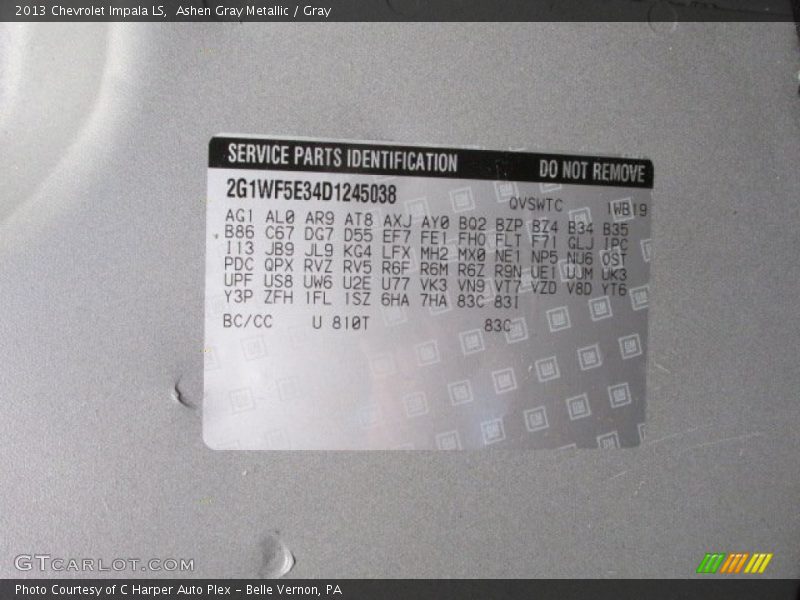 2013 Chevrolet Impala LS, Ashen Gray Metallic / Gray
SERVICE PARTS IDENTIFICATION DO NOT REMOVE
2G1WF5E34D1245038 QVSWTC 1WB19
AG1 AL0 AR9 AT8 AXJ AY0 BQ2 BZP BZ4 B34 B35
B86 C67 DG7 D55 EF7 FE1 FHO FLT F71 GLJ IPC
I13 JB9 JL9 KG4 LFX MH2 MX0 NE1 NP5 NU6 OST
PDC QPX RVZ RV5 R6F R6M R6Z R9N UE1 UJM UK3
UPF US8 UW6 U2E U77 VK3 VN9 VT7 VZD V8D YT6
Y3P ZFH 1FL 1SZ 6HA 7HA 83C 83I
BC/CC U 810T 83C
GTCARLOT.COM
Photo Courtesy of C Harper Auto Plex – Belle Vernon, PA